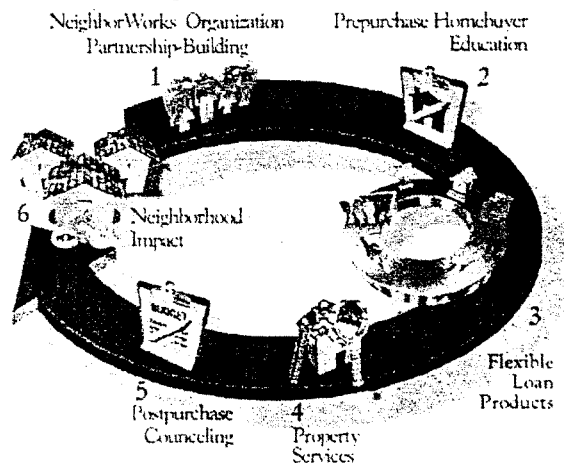 NeighborWorks Organization
Partnership-Building
1
Prepurchase Homebuyer
Education
2
3
Flexible
Loan
Products
4
Property
Services
5
Postpurchase
Counceling
6
Neighborhood
Impact